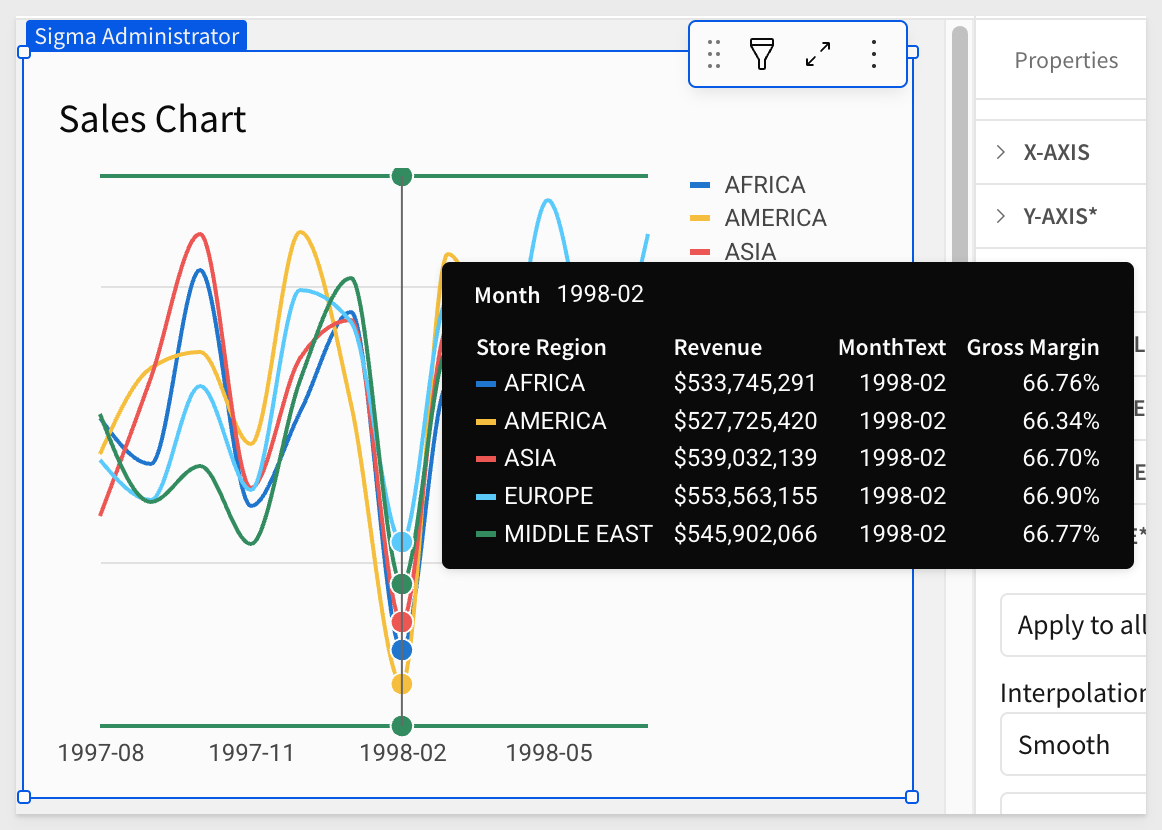 Sigma Administrator
Properties
Sales Chart
X-AXIS
Y-AXIS*
AFRICA
AMERICA
ASIA
Month 1998-02
Store Region Revenue MonthText Gross Margin
AFRICA $533,745,291 1998-02 66.76%
AMERICA $527,725,420 1998-02 66.34%
ASIA $539,032,139 1998-02 66.70%
EUROPE $553,563,155 1998-02 66.90%
MIDDLE EAST $545,902,066 1998-02 66.77%
Apply to all
Interpolation
Smooth
1997-08 1997-11 1998-02 1998-05